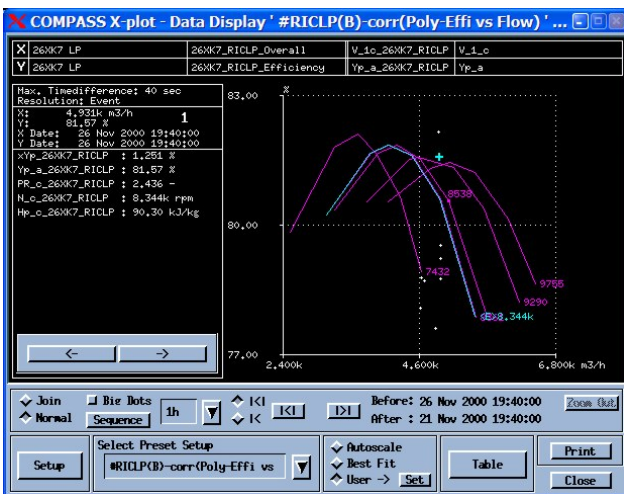 COMPASS X-plot - Data Display ' #RICLP(B)-corr(Poly-Effi vs Flow) ' ...
X 26XK7 LP 26XK7_RICLP_Overall V_1c_26XK7_RICLP V_1_c
Y 26XK7 LP 26XK7_RICLP_Efficiency Yp_a_26XK7_RICLP Yp_a
Max. Timedifference: 40 sec
Resolution: Event
X: 4.931k m3/h 1
Y: 81.57 %
X Date: 26 Nov 2000 19:40:00
Y Date: 26 Nov 2000 19:40:00
xYp_26XK7_RICLP : 1.251 %
Yp_a_26XK7_RICLP : 81.57 %
PR_c_26XK7_RICLP : 2.436 -
N_c_26XK7_RICLP : 8.344k rpm
Hp_c_26XK7_RICLP : 90.30 kJ/kg
<- ->
83.00 %
80.00
77.00
8538
7432
9755
9290
8.344k
2.400k 4.600k 6.800k m3/h
Join Big Dots 1h |<| |<| |>| Before: 26 Nov 2000 19:40:00 Zoom Out
Normal Sequence |< After : 21 Nov 2000 19:40:00
Setup
Select Preset Setup
#RICLP(B)-corr(Poly-Effi vs
Autoscale
Best Fit
User -> Set
Table
Print
Close